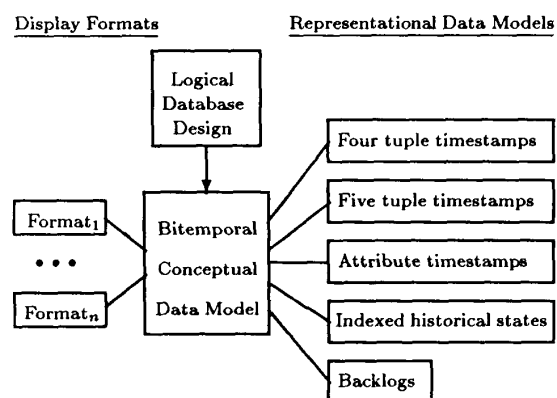 Display Formats
Representational Data Models
Logical
Database
Design
Four tuple timestamps
Five tuple timestamps
Format₁
Bitemporal
Attribute timestamps
• • •
Conceptual
Formatₙ
Data Model
Indexed historical states
Backlogs